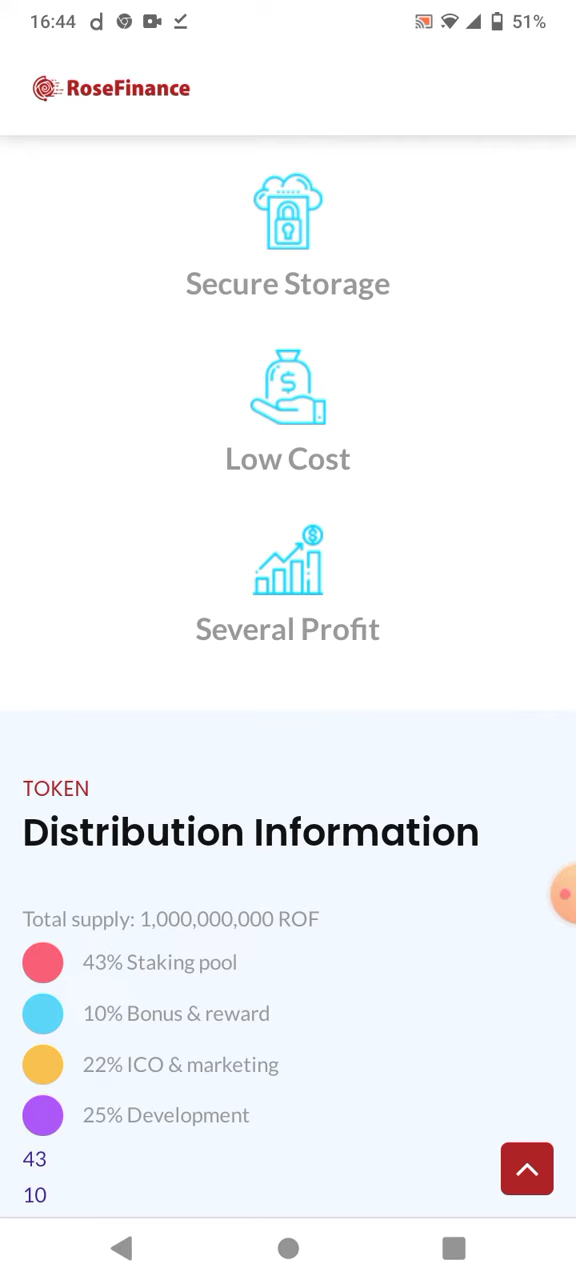 16:44 d 51%
RoseFinance
Secure Storage
$
Low Cost
$
Several Profit
TOKEN
Distribution Information
Total supply: 1,000,000,000 ROF
43% Staking pool
10% Bonus & reward
22% ICO & marketing
25% Development
43
10